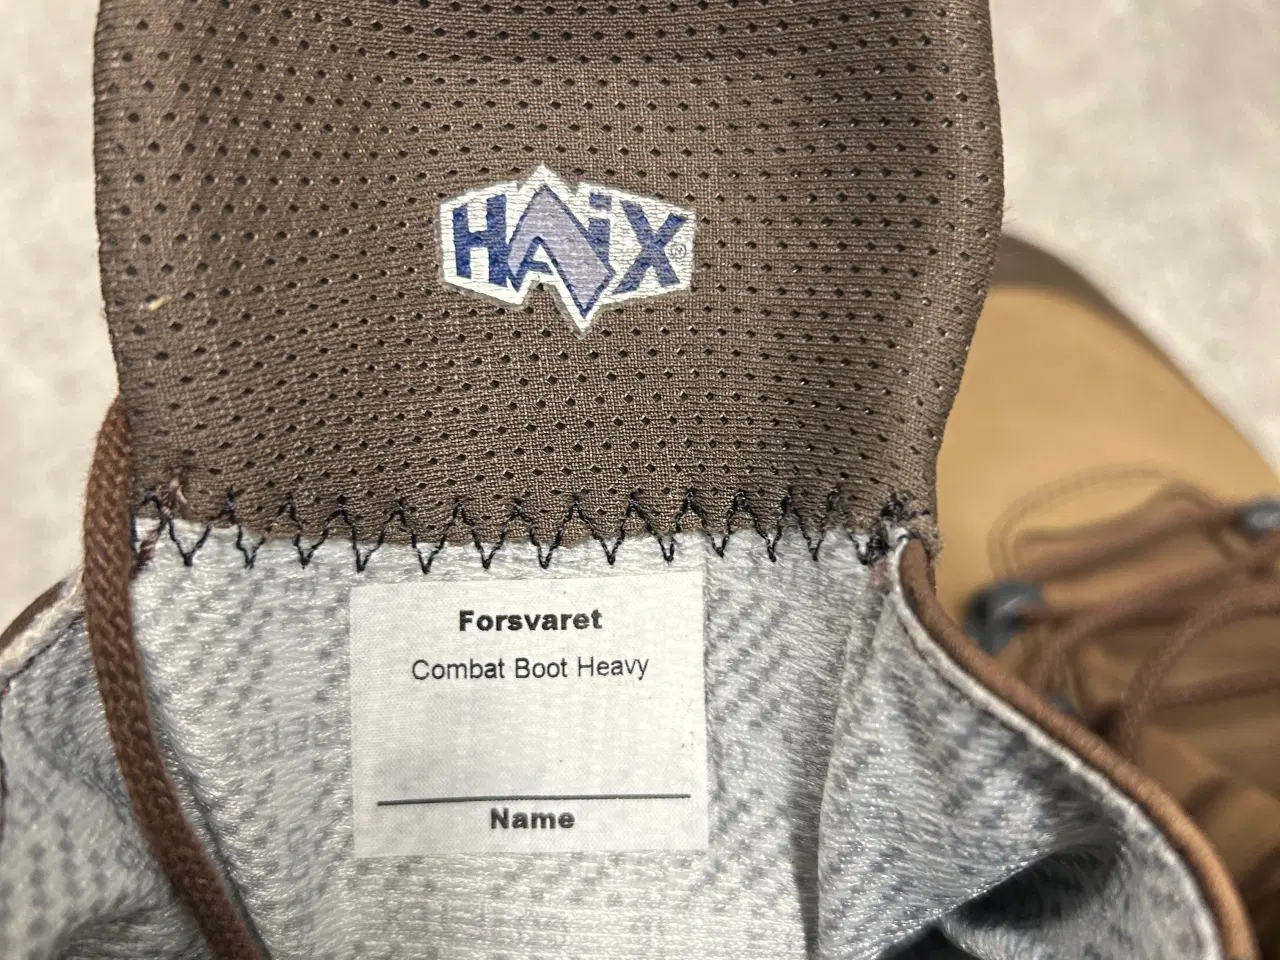 HAiX®
Forsvaret
Combat Boot Heavy
Name